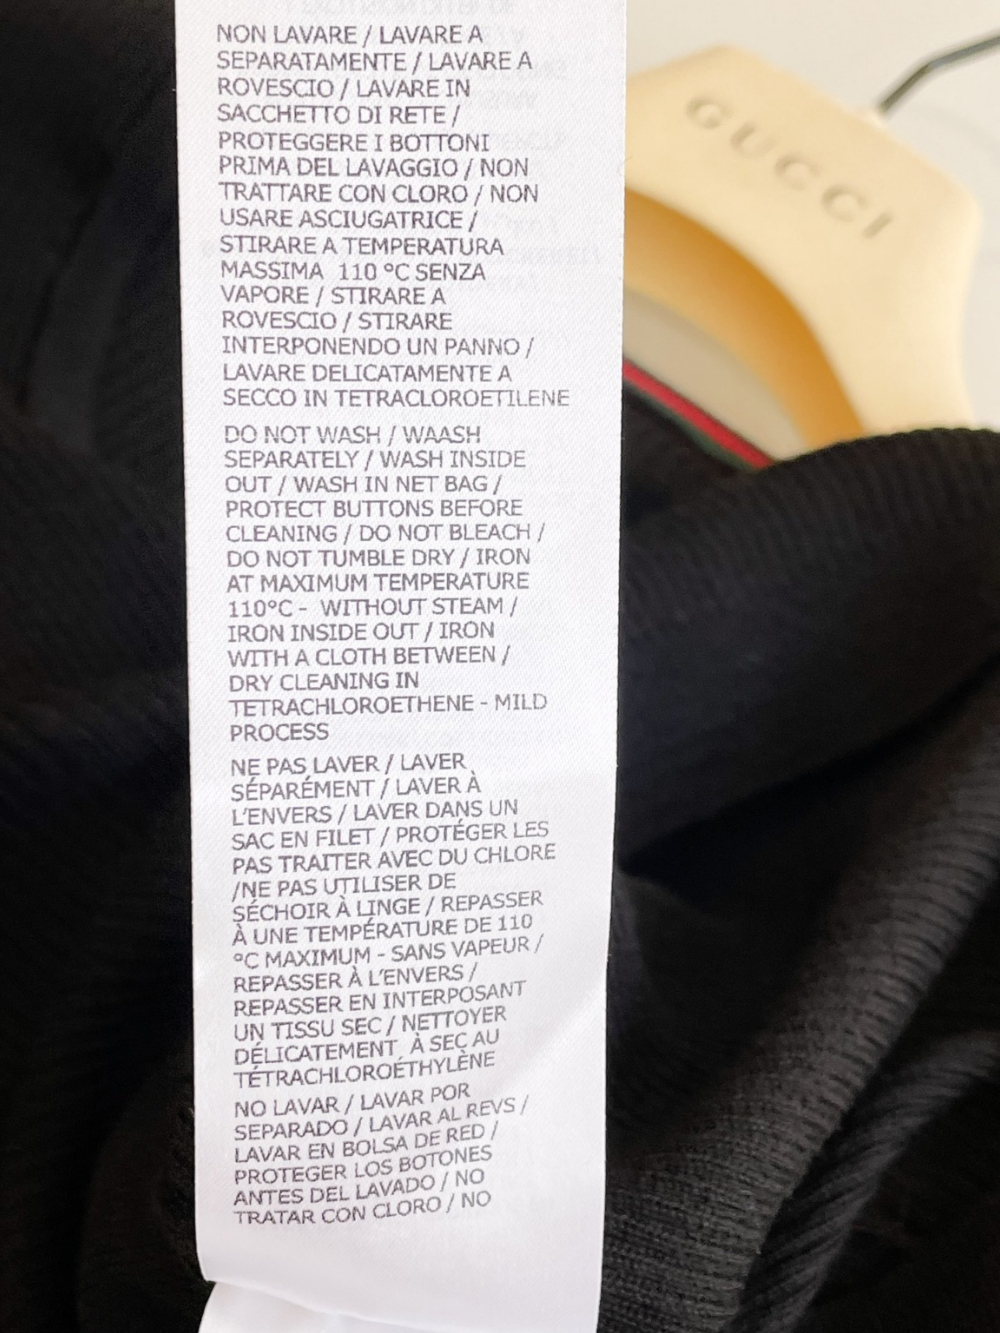 NON LAVARE / LAVARE A
SEPARATAMENTE / LAVARE A
ROVESCIO / LAVARE IN
SACCHETTO DI RETE /
PROTEGGERE I BOTTONI
PRIMA DEL LAVAGGIO / NON
TRATTARE CON CLORO / NON
USARE ASCIUGATRICE /
STIRARE A TEMPERATURA
MASSIMA 110 °C SENZA
VAPORE / STIRARE A
ROVESCIO / STIRARE
INTERPONENDO UN PANNO /
LAVARE DELICATAMENTE A
SECCO IN TETRACLOROETILENE
DO NOT WASH / WAASH
SEPARATELY / WASH INSIDE
OUT / WASH IN NET BAG /
PROTECT BUTTONS BEFORE
CLEANING / DO NOT BLEACH /
DO NOT TUMBLE DRY / IRON
AT MAXIMUM TEMPERATURE
110°C - WITHOUT STEAM /
IRON INSIDE OUT / IRON
WITH A CLOTH BETWEEN /
DRY CLEANING IN
TETRACHLOROETHENE - MILD
PROCESS
NE PAS LAVER / LAVER
SÉPARÉMENT / LAVER À
L'ENVERS / LAVER DANS UN
SAC EN FILET / PROTÉGER LES
PAS TRAITER AVEC DU CHLORE
/NE PAS UTILISER DE
SÉCHOIR À LINGE / REPASSER
À UNE TEMPÉRATURE DE 110
°C MAXIMUM - SANS VAPEUR /
REPASSER À L'ENVERS /
REPASSER EN INTERPOSANT
UN TISSU SEC / NETTOYER
DÉLICATEMENT À SEC AU
TÉTRACHLOROÉTHYLÈNE
NO LAVAR / LAVAR POR
SEPARADO / LAVAR AL REVS /
LAVAR EN BOLSA DE RED /
PROTEGER LOS BOTONES
ANTES DEL LAVADO / NO
TRATAR CON CLORO / NO
GUCCI